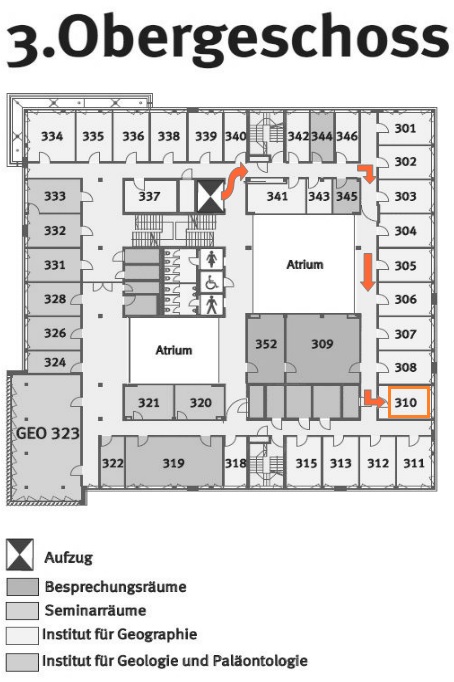 3.Obergeschoss
334 335 336 338 339 340 342 344 346 301
302
333 337 341 343 345 303
332 304
331 Atrium 305
328 306
326 Atrium 352 309 307
324 308
321 320 310
GEO 323
322 319 318 315 313 312 311
Aufzug
Besprechungsräume
Seminarräume
Institut für Geographie
Institut für Geologie und Paläontologie